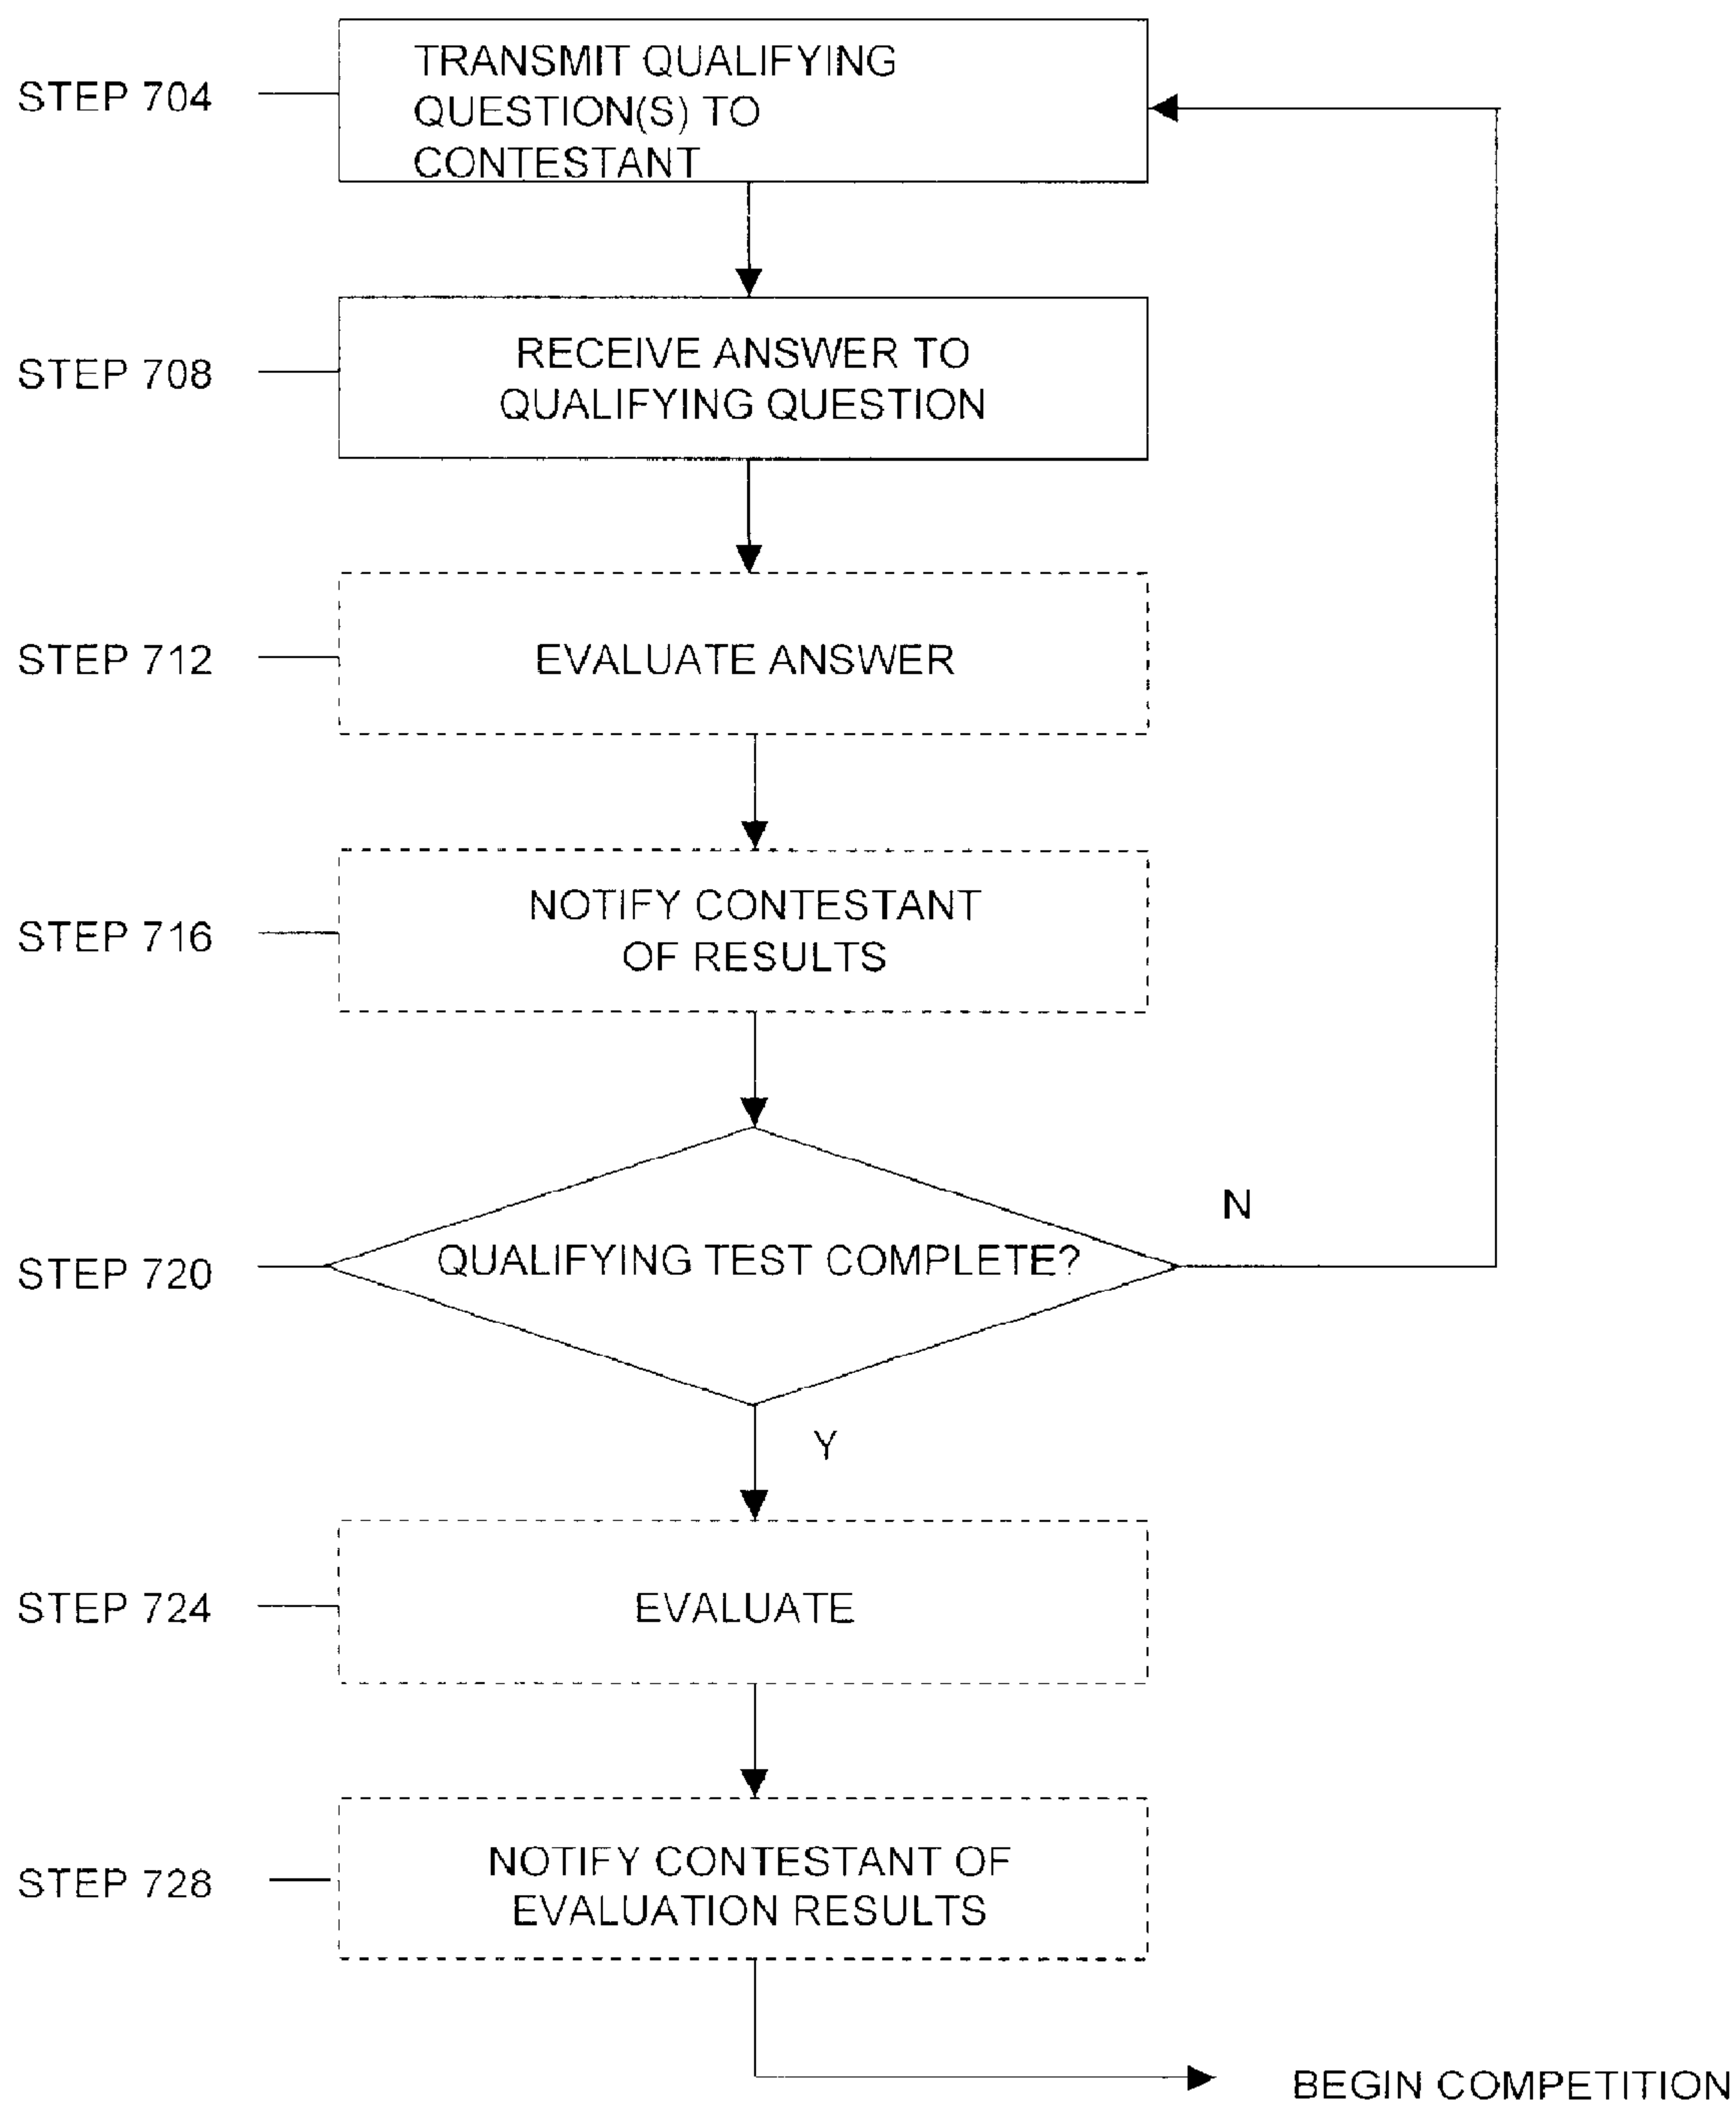 STEP 704
TRANSMIT QUALIFYING
QUESTION(S) TO
CONTESTANT
STEP 708
RECEIVE ANSWER TO
QUALIFYING QUESTION
STEP 712
EVALUATE ANSWER
STEP 716
NOTIFY CONTESTANT
OF RESULTS
STEP 720
QUALIFYING TEST COMPLETE?
N
Y
STEP 724
EVALUATE
STEP 728
NOTIFY CONTESTANT OF
EVALUATION RESULTS
BEGIN COMPETITION